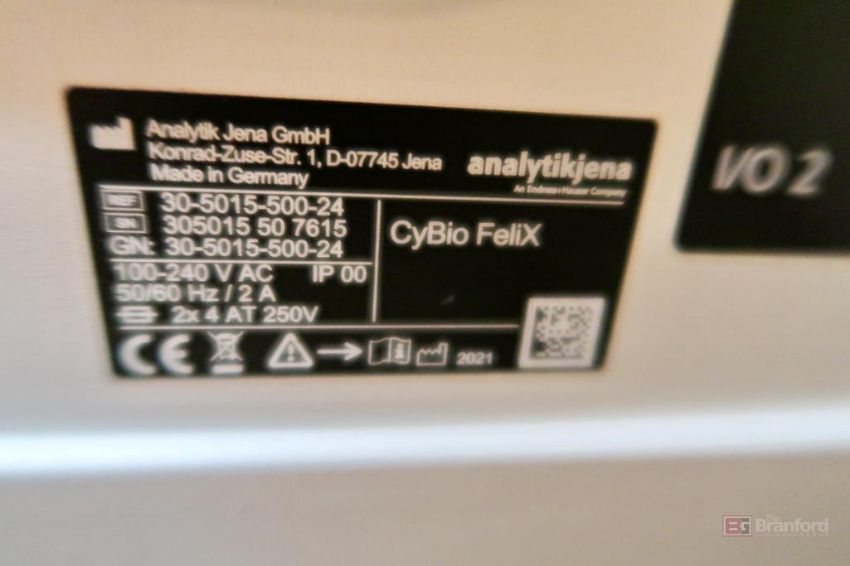 Analytik Jena GmbH
Konrad-Zuse-Str. 1, D-07745 Jena
Made in Germany
analytikjena
An Endress+Hauser Company
REF 30-5015-500-24
SN 305015 50 7615
GN: 30-5015-500-24
CyBio FeliX
100-240 V AC IP 00
50/60 Hz / 2 A
2x 4 AT 250V
CE
2021
I/O 2
BG The Branford